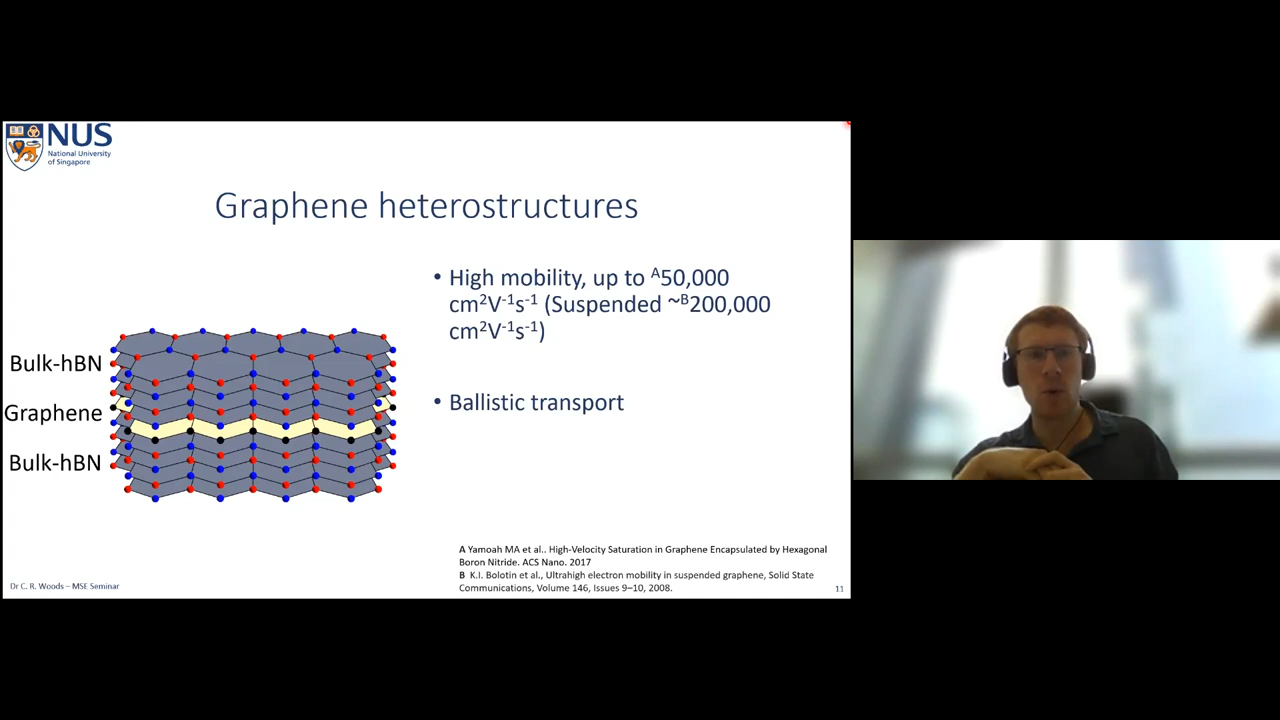 NUS
National University
of Singapore
Graphene heterostructures
• High mobility, up to ᴬ50,000
cm²V⁻¹s⁻¹ (Suspended ~ᴮ200,000
cm²V⁻¹s⁻¹)
• Ballistic transport
Bulk-hBN
Graphene
Bulk-hBN
A Yamoah MA et al.. High-Velocity Saturation in Graphene Encapsulated by Hexagonal
Boron Nitride. ACS Nano. 2017
B K.I. Bolotin et al., Ultrahigh electron mobility in suspended graphene, Solid State
Communications, Volume 146, Issues 9–10, 2008.
Dr C. R. Woods – MSE Seminar
11